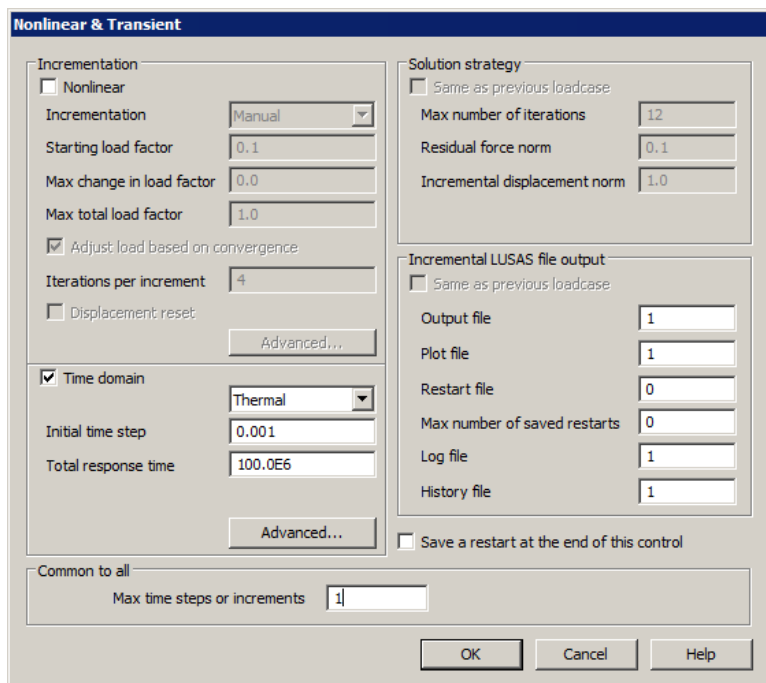 Nonlinear & Transient
Incrementation
Nonlinear
Incrementation Manual
Starting load factor 0.1
Max change in load factor 0.0
Max total load factor 1.0
Adjust load based on convergence
Iterations per increment 4
Displacement reset
Advanced...
Time domain
Thermal
Initial time step 0.001
Total response time 100.0E6
Advanced...
Solution strategy
Same as previous loadcase
Max number of iterations 12
Residual force norm 0.1
Incremental displacement norm 1.0
Incremental LUSAS file output
Same as previous loadcase
Output file 1
Plot file 1
Restart file 0
Max number of saved restarts 0
Log file 1
History file 1
Save a restart at the end of this control
Common to all
Max time steps or increments 1
OK Cancel Help